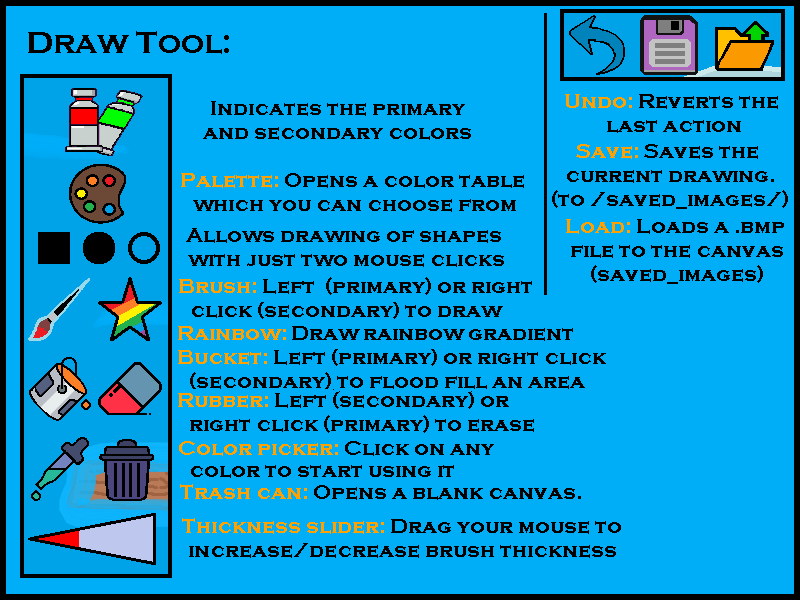 Draw Tool:
Indicates the primary
and secondary colors
Palette: Opens a color table
which you can choose from
Allows drawing of shapes
with just two mouse clicks
Brush: Left (primary) or right
click (secondary) to draw
Rainbow: Draw rainbow gradient
Bucket: Left (primary) or right click
(secondary) to flood fill an area
Rubber: Left (secondary) or
right click (primary) to erase
Color picker: Click on any
color to start using it
Trash can: Opens a blank canvas.
Thickness slider: Drag your mouse to
increase/decrease brush thickness
Undo: Reverts the
last action
Save: Saves the
current drawing.
(to /saved_images/)
Load: Loads a .bmp
file to the canvas
(saved_images)